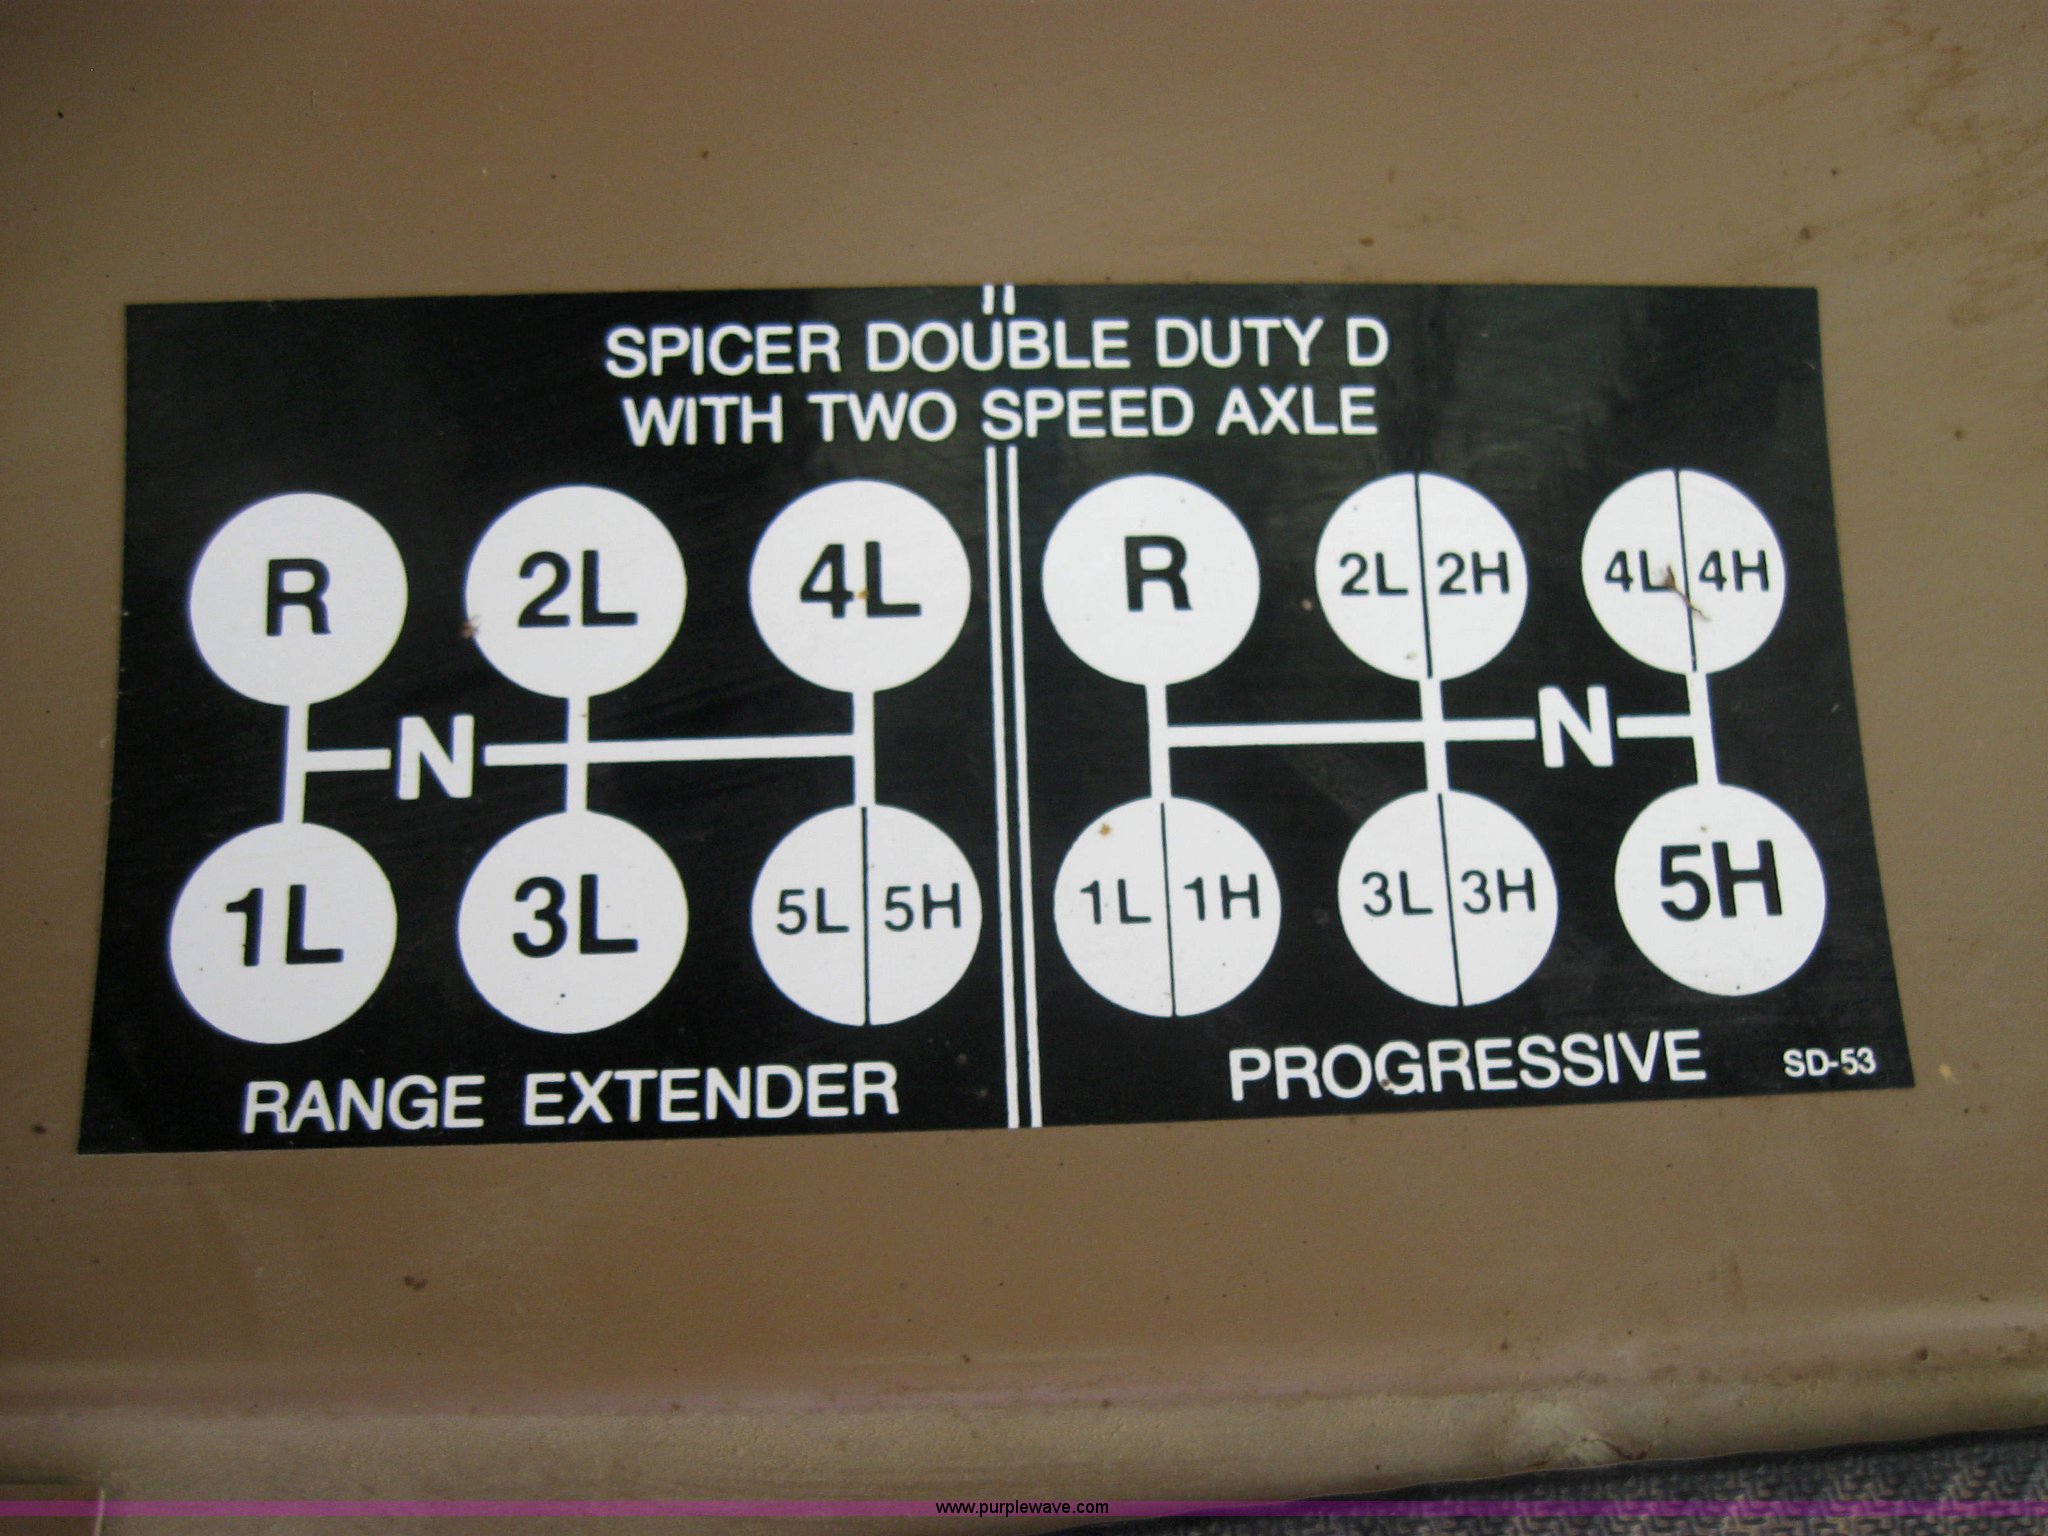 SPICER DOUBLE DUTY D
WITH TWO SPEED AXLE
R 2L 4L
N
1L 3L 5L 5H
RANGE EXTENDER
R 2L 2H 4L 4H
N
1L 1H 3L 3H 5H
PROGRESSIVE
SD-53
www.purplewave.com